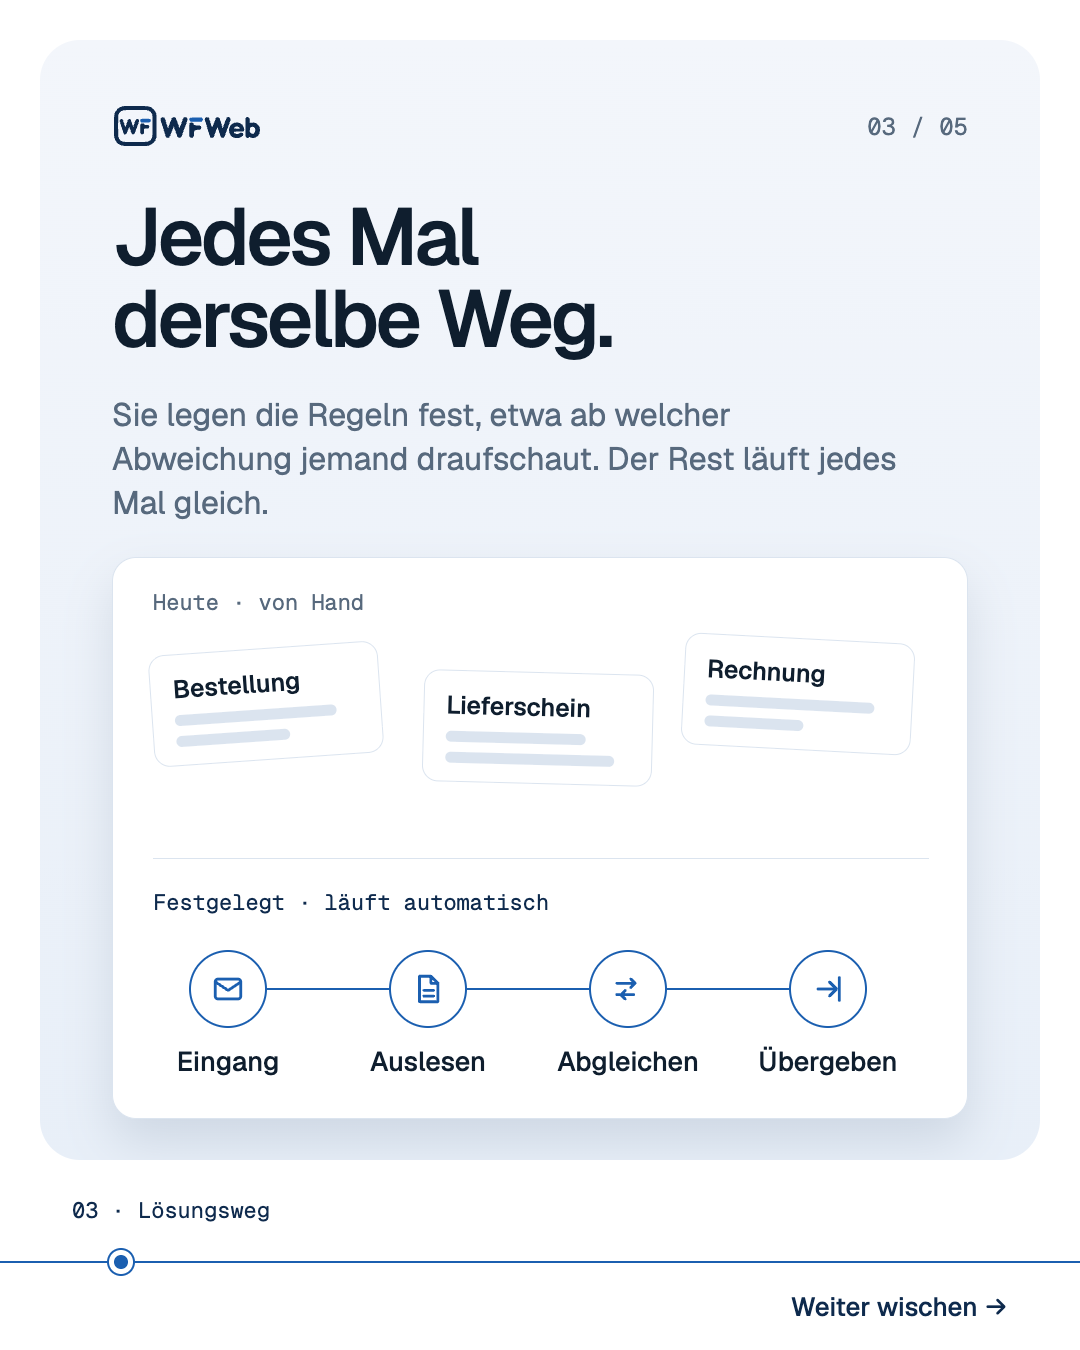 WF WFWeb
03 / 05
Jedes Mal
derselbe Weg.
Sie legen die Regeln fest, etwa ab welcher
Abweichung jemand draufschaut. Der Rest läuft jedes
Mal gleich.
Heute · von Hand
Bestellung
Lieferschein
Rechnung
Festgelegt · läuft automatisch
Eingang
Auslesen
Abgleichen
Übergeben
03 · Lösungsweg
Weiter wischen →